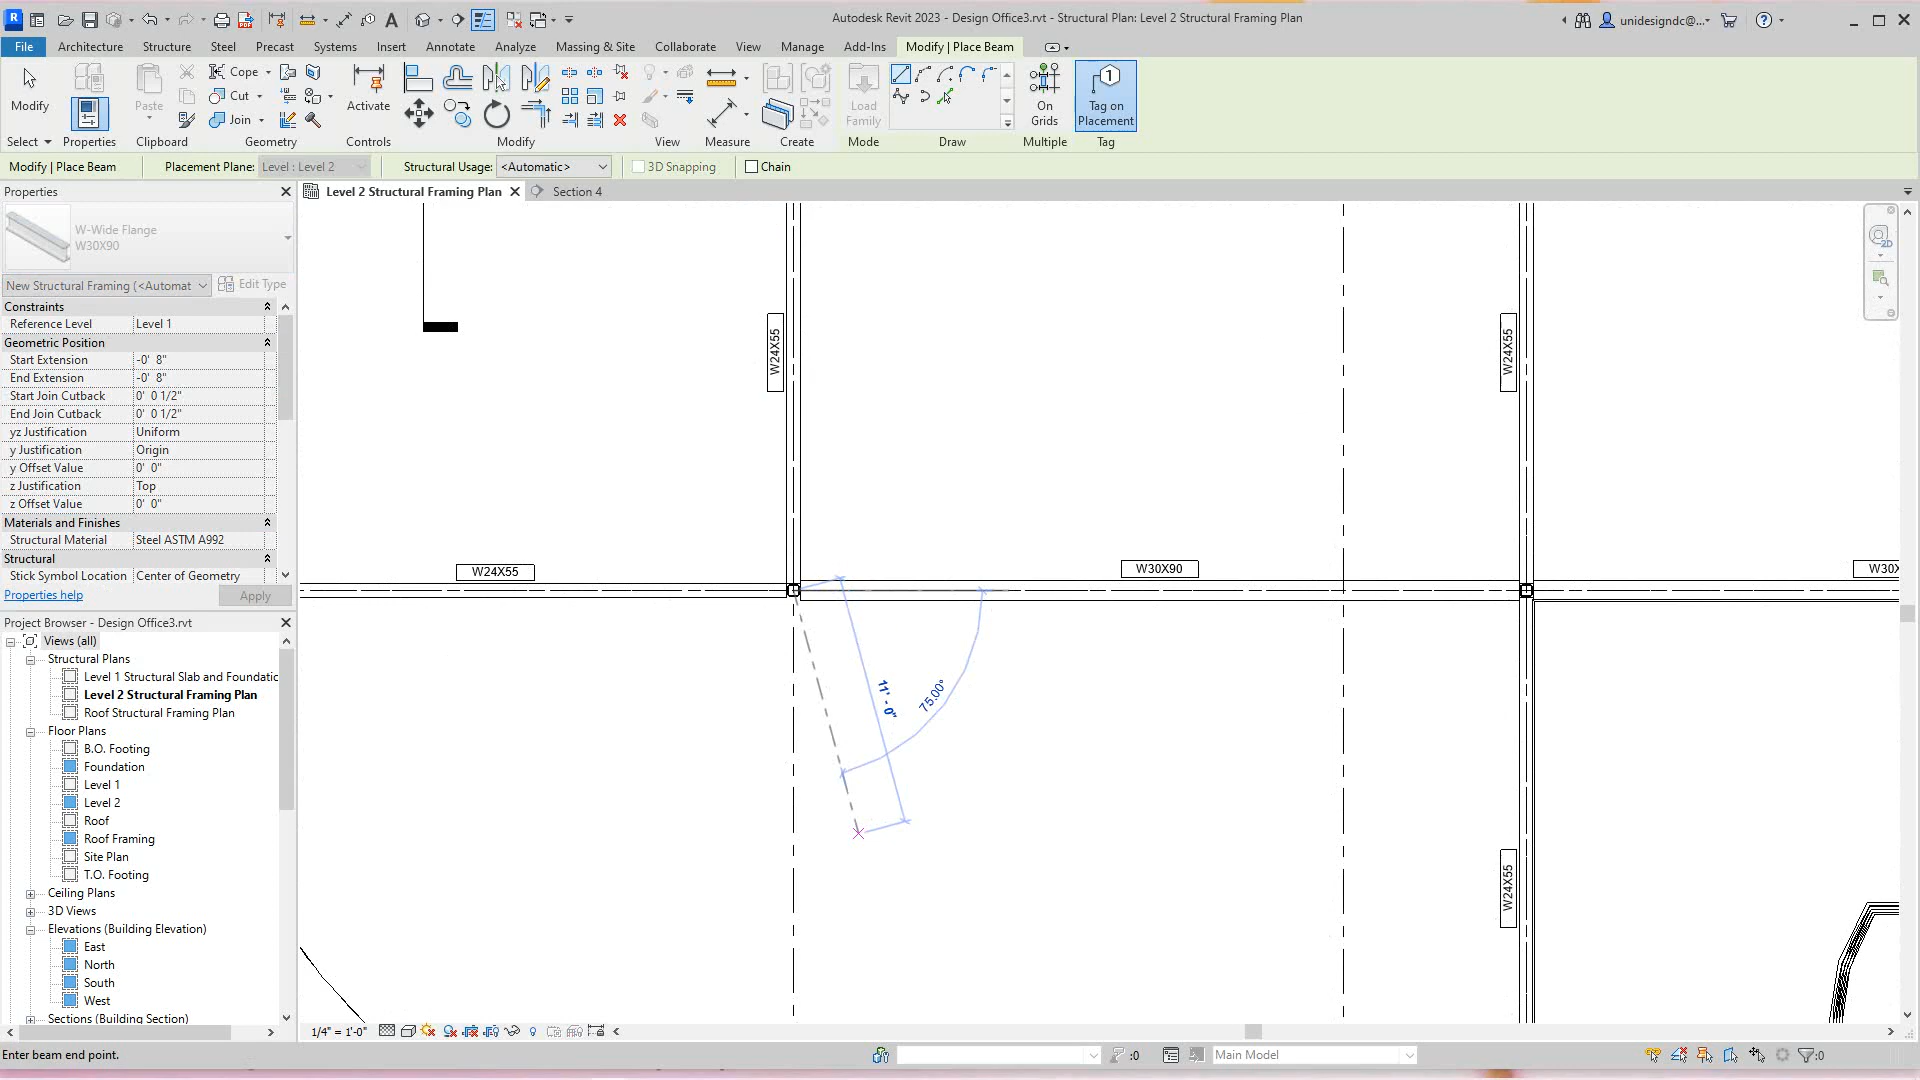 Autodesk Revit 2023 - Design Office3.rvt - Structural Plan: Level 2 Structural Framing Plan
unidesigndc@...
File Architecture Structure Steel Precast Systems Insert Annotate Analyze Massing & Site Collaborate View Manage Add-Ins Modify | Place Beam
Modify
Paste
Cope
Cut
Join
Activate
Load
Family
On
Grids
Tag on
Placement
Select Properties Clipboard Geometry Controls Modify View Measure Create Mode Draw Multiple Tag
Modify | Place Beam Placement Plane: Level : Level 2 Structural Usage: <Automatic> 3D Snapping Chain
Properties
Level 2 Structural Framing Plan Section 4
W-Wide Flange
W30X90
New Structural Framing (<Automat Edit Type
Constraints
Reference Level Level 1
Geometric Position
Start Extension -0' 8"
End Extension -0' 8"
Start Join Cutback 0' 0 1/2"
End Join Cutback 0' 0 1/2"
yz Justification Uniform
y Justification Origin
y Offset Value 0' 0"
z Justification Top
z Offset Value 0' 0"
Materials and Finishes
Structural Material Steel ASTM A992
Structural
Stick Symbol Location Center of Geometry
Properties help Apply
Project Browser - Design Office3.rvt
Views (all)
Structural Plans
Level 1 Structural Slab and Foundatic
Level 2 Structural Framing Plan
Roof Structural Framing Plan
Floor Plans
B.O. Footing
Foundation
Level 1
Level 2
Roof
Roof Framing
Site Plan
T.O. Footing
Ceiling Plans
3D Views
Elevations (Building Elevation)
East
North
South
West
Sections (Building Section)
W24X55
W24X55
W24X55
W30X90
W30X
11' - 0"
75.00°
W24X55
2D
1/4" = 1'-0"
Enter beam end point.
:0
Main Model
:0